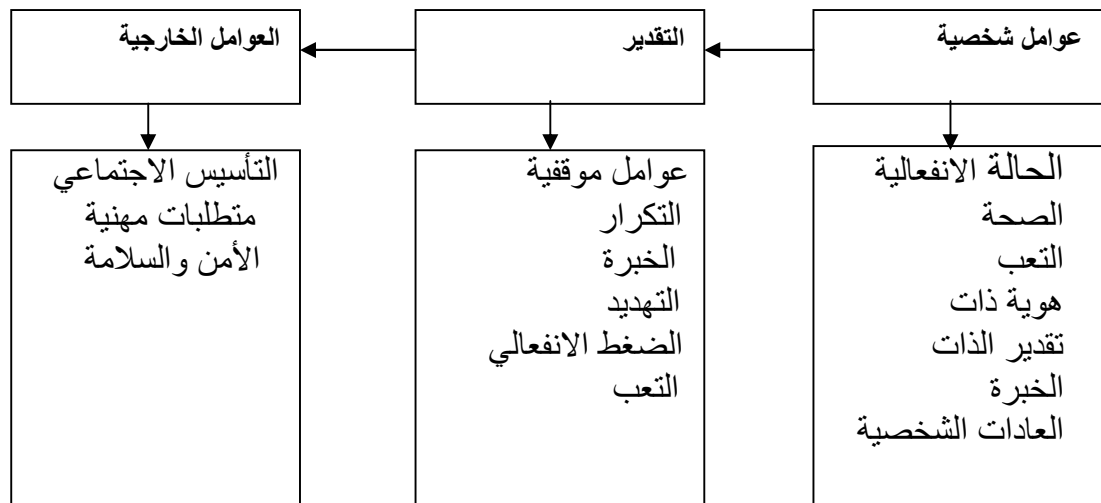 عوامل شخصية
التقدير
العوامل الخارجية
الحالة الانفعالية
الصحة
التعب
هوية ذات
تقدير الذات
الخبرة
العادات الشخصية
عوامل موقفية
التكرار
الخبرة
التهديد
الضغط الانفعالي
التعب
التأسيس الاجتماعي
متطلبات مهنية
الأمن والسلامة